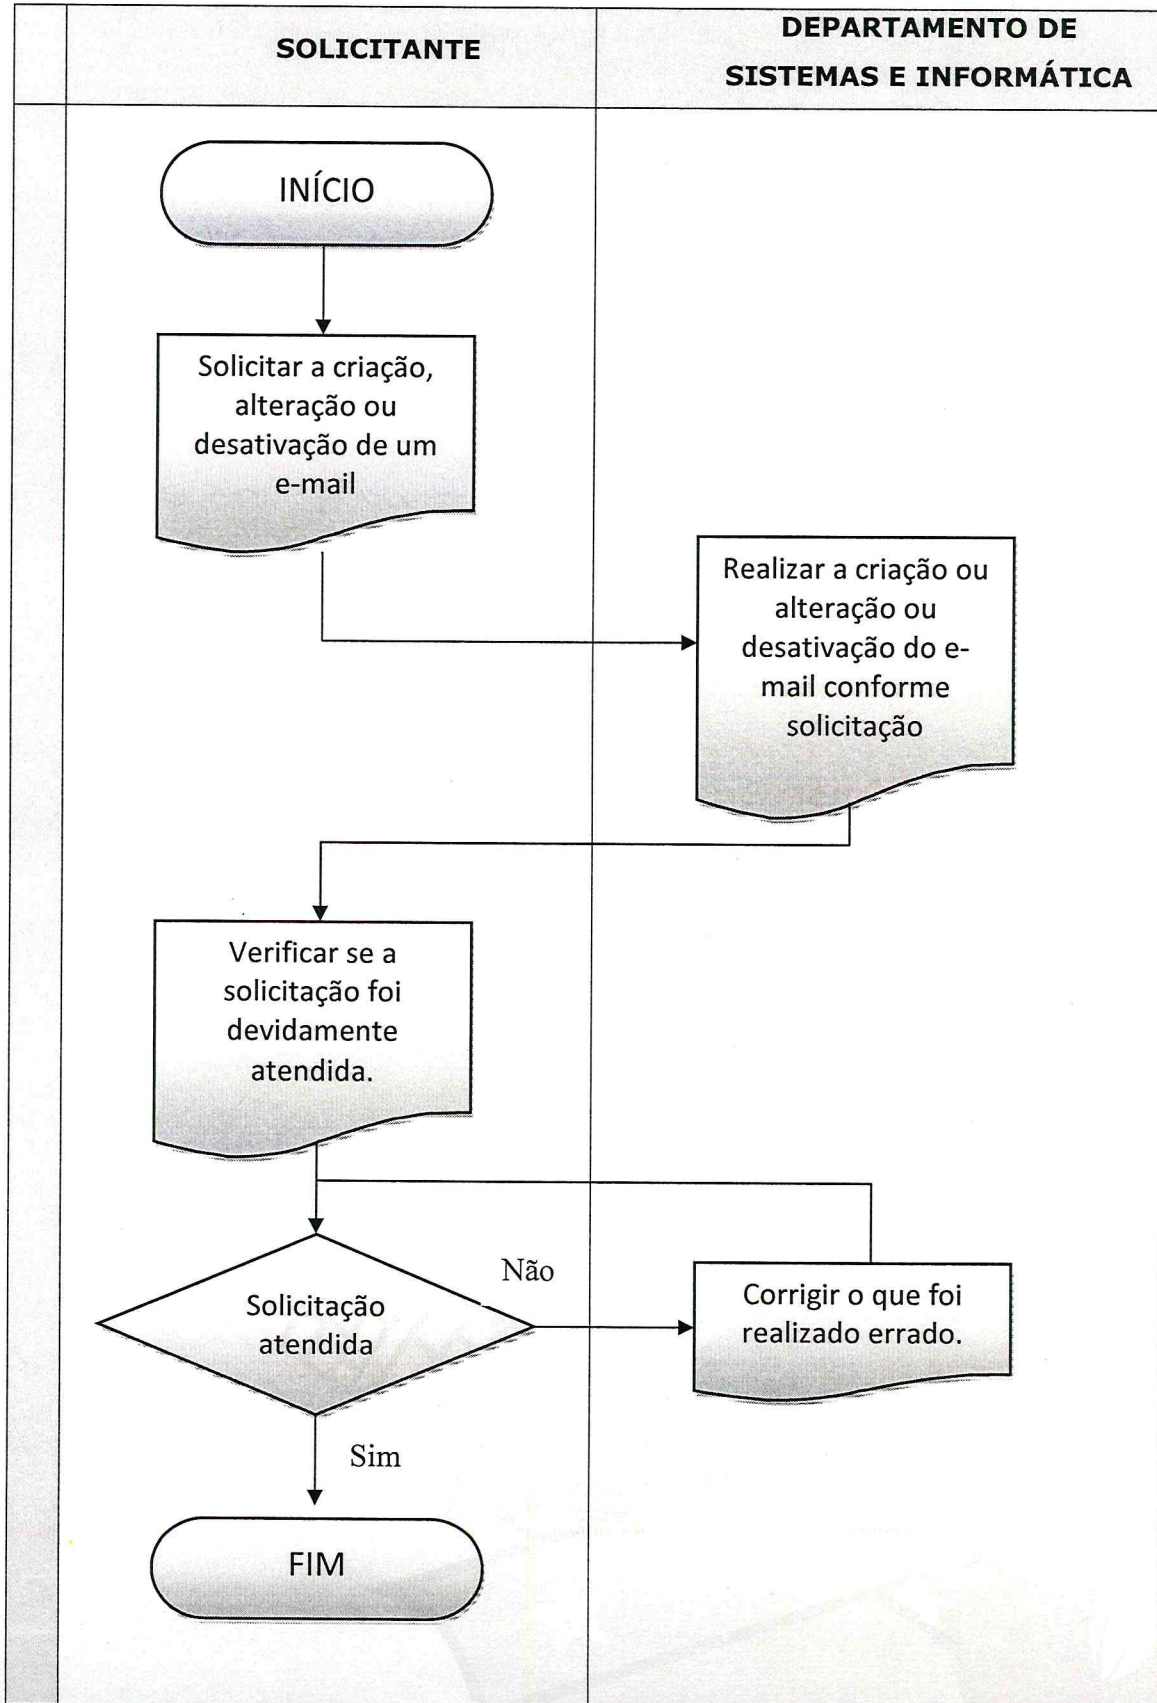 SOLICITANTE
DEPARTAMENTO DE
SISTEMAS E INFORMÁTICA
INÍCIO
Solicitar a criação,
alteração ou
desativação de um
e-mail
Realizar a criação ou
alteração ou
desativação do e-
mail conforme
solicitação
Verificar se a
solicitação foi
devidamente
atendida.
Não
Solicitação
atendida
Corrigir o que foi
realizado errado.
Sim
FIM